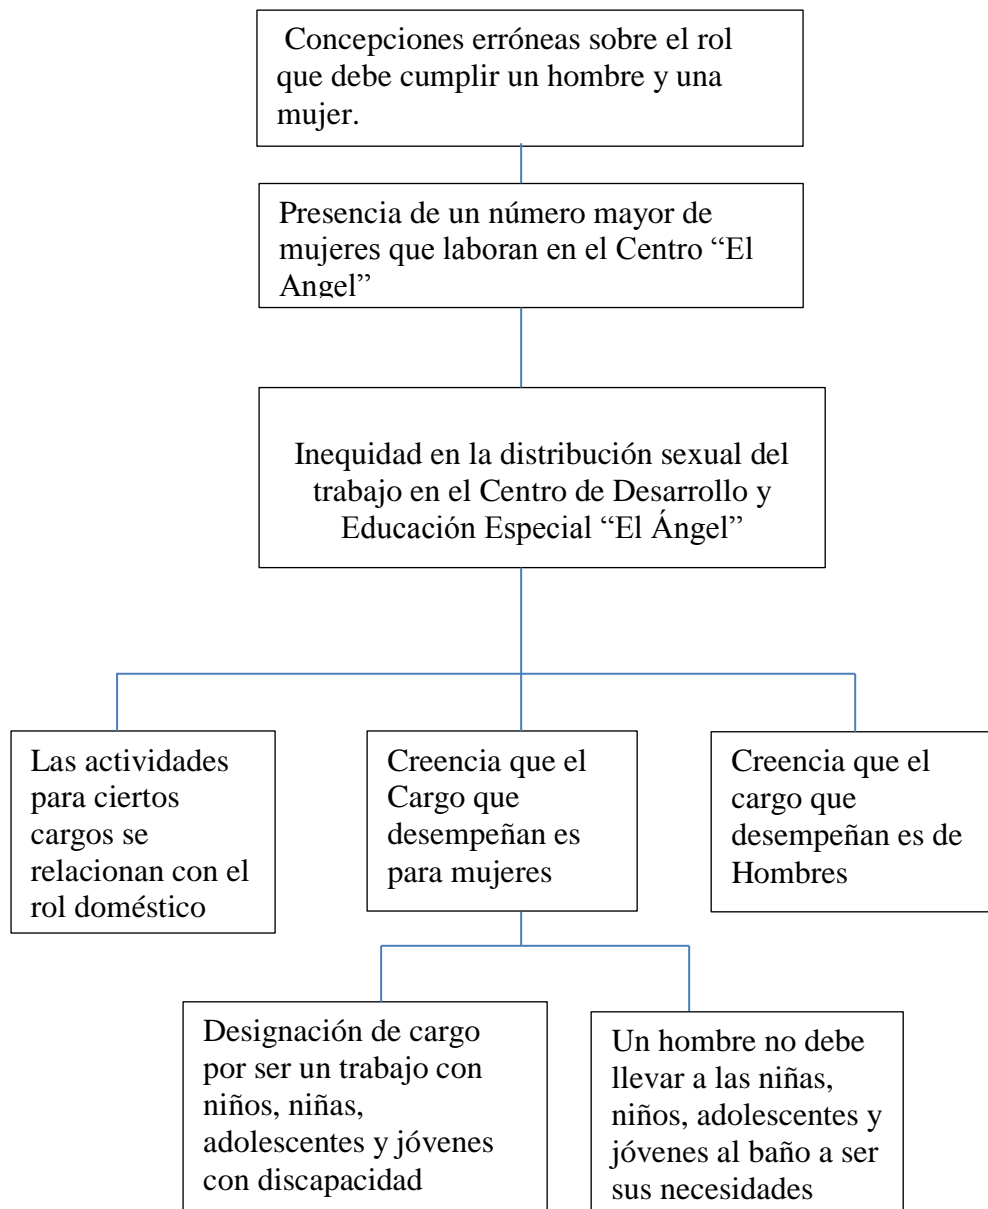 Concepciones erróneas sobre el rol
que debe cumplir un hombre y una
mujer.
Presencia de un número mayor de
mujeres que laboran en el Centro “El
Angel”
Inequidad en la distribución sexual del
trabajo en el Centro de Desarrollo y
Educación Especial “El Ángel”
Las actividades
para ciertos
cargos se
relacionan con el
rol doméstico
Creencia que el
Cargo que
desempeñan es
para mujeres
Creencia que el
cargo que
desempeñan es de
Hombres
Designación de cargo
por ser un trabajo con
niños, niñas,
adolescentes y jóvenes
con discapacidad
Un hombre no debe
llevar a las niñas,
niños, adolescentes y
jóvenes al baño a ser
sus necesidades